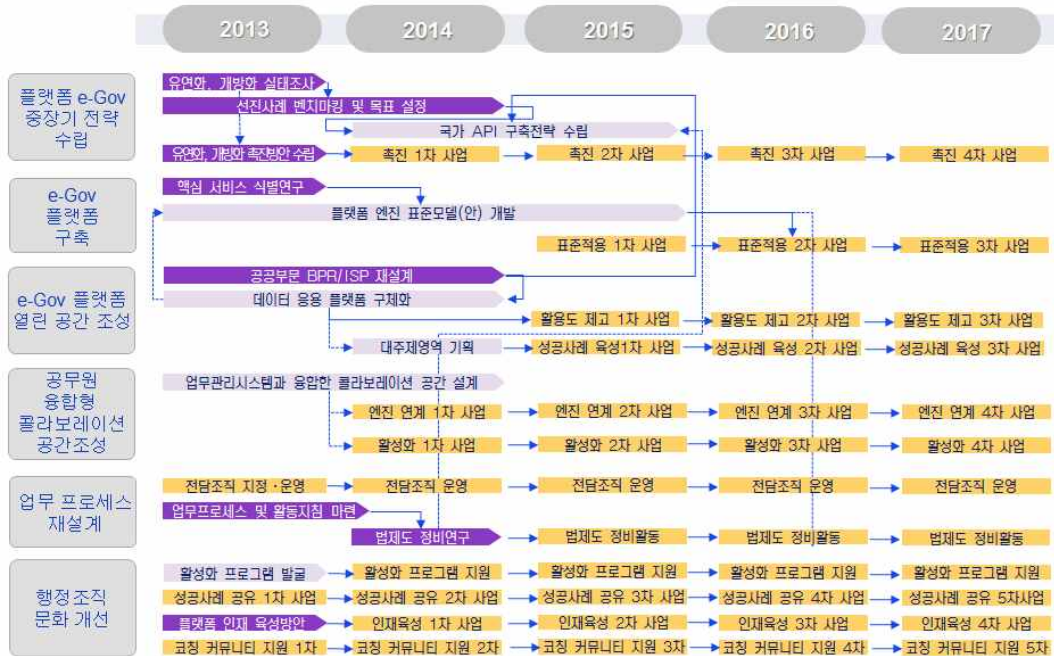 2013
2014
2015
2016
2017
플랫폼 e-Gov
중장기 전략
수립
유연화, 개방화 실태조사
선진사례 벤치마킹 및 목표 설정
국가 API 구축전략 수립
유연화, 개방화 촉진방안 수립
촉진 1차 사업
촉진 2차 사업
촉진 3차 사업
촉진 4차 사업
e-Gov
플랫폼
구축
핵심 서비스 식별연구
플랫폼 엔진 표준모델(안) 개발
표준적용 1차 사업
표준적용 2차 사업
표준적용 3차 사업
e-Gov 플랫폼
열린 공간 조성
공공부문 BPR/ISP 재설계
데이터 응용 플랫폼 구체화
활용도 제고 1차 사업
활용도 제고 2차 사업
활용도 제고 3차 사업
대주제영역 기획
성공사례 육성1차 사업
성공사례 육성 2차 사업
성공사례 육성 3차 사업
공무원
융합형
콜라보레이션
공간조성
업무관리시스템과 융합한 콜라보레이션 공간 설계
엔진 연계 1차 사업
엔진 연계 2차 사업
엔진 연계 3차 사업
엔진 연계 4차 사업
활성화 1차 사업
활성화 2차 사업
활성화 3차 사업
활성화 4차 사업
업무 프로세스
재설계
전담조직 지정·운영
전담조직 운영
전담조직 운영
전담조직 운영
전담조직 운영
업무프로세스 및 활동지침 마련
법제도 정비연구
법제도 정비활동
법제도 정비활동
법제도 정비활동
행정조직
문화 개선
활성화 프로그램 발굴
활성화 프로그램 지원
활성화 프로그램 지원
활성화 프로그램 지원
활성화 프로그램 지원
성공사례 공유 1차 사업
성공사례 공유 2차 사업
성공사례 공유 3차 사업
성공사례 공유 4차 사업
성공사례 공유 5차사업
플랫폼 인재 육성방안
인재육성 1차 사업
인재육성 2차 사업
인재육성 3차 사업
인재육성 4차 사업
코칭 커뮤니티 지원 1차
코칭 커뮤니티 지원 2차
코칭 커뮤니티 지원 3차
코칭 커뮤니티 지원 4차
코칭 커뮤니티 지원 5차